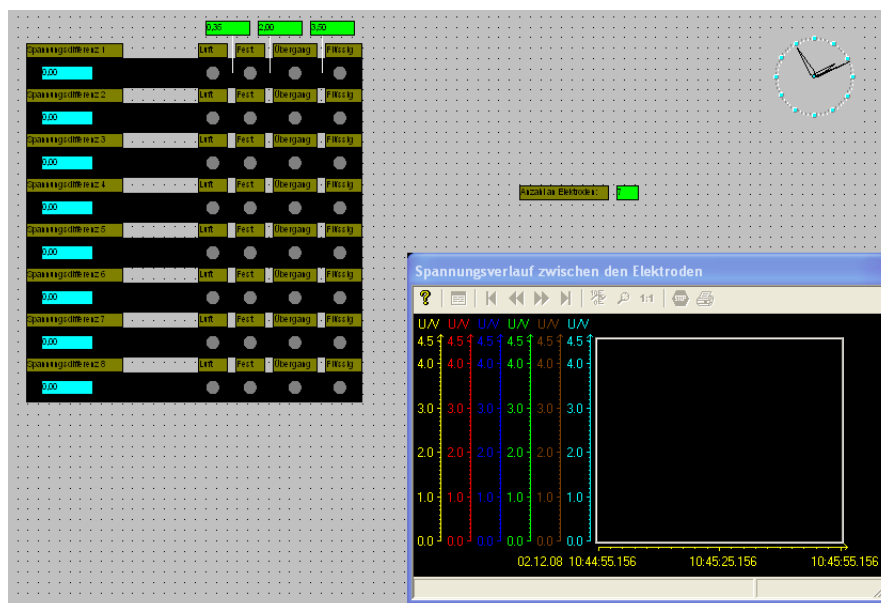 0,35 2,00 3,50
Spannungsdifferenz 1 Luft Fest Übergang Flüssig
0,00
Spannungsdifferenz 2 Luft Fest Übergang Flüssig
0,00
Spannungsdifferenz 3 Luft Fest Übergang Flüssig
0,00
Spannungsdifferenz 4 Luft Fest Übergang Flüssig
0,00
Spannungsdifferenz 5 Luft Fest Übergang Flüssig
0,00
Spannungsdifferenz 6 Luft Fest Übergang Flüssig
0,00
Spannungsdifferenz 7 Luft Fest Übergang Flüssig
0,00
Spannungsdifferenz 8 Luft Fest Übergang Flüssig
0,00
Anzahl an Elektroden: 7
Spannungsverlauf zwischen den Elektroden
1:1
U/V U/V U/V U/V U/V U/V
4.5 4.5 4.5 4.5 4.5 4.5
4.0 4.0 4.0 4.0 4.0 4.0
3.0 3.0 3.0 3.0 3.0 3.0
2.0 2.0 2.0 2.0 2.0 2.0
1.0 1.0 1.0 1.0 1.0 1.0
0.0 0.0 0.0 0.0 0.0 0.0
02.12.08 10:44:55.156 10:45:25.156 10:45:55.156